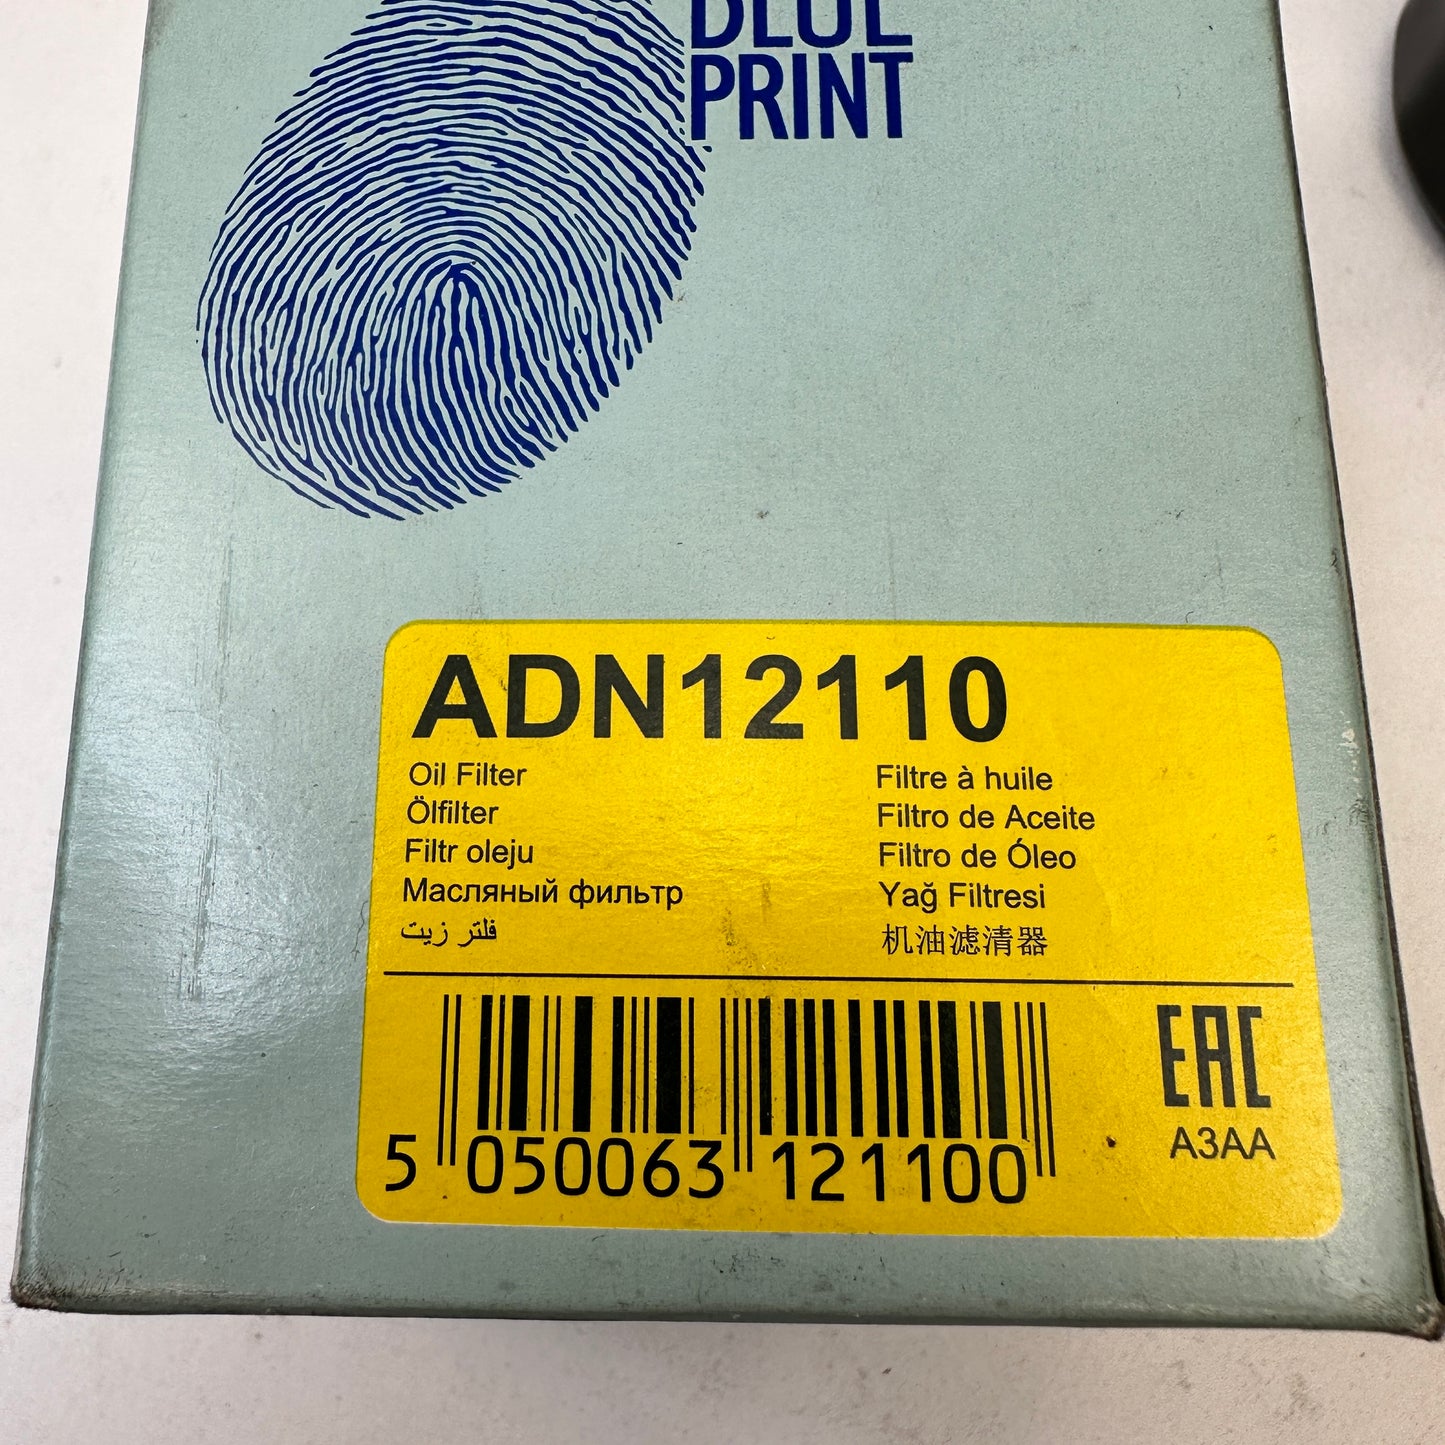 BLUE
PRINT
ADN12110
Oil Filter
Ölfilter
Filtr oleju
Масляный фильтр
فلتر زيت
Filtre à huile
Filtro de Aceite
Filtro de Óleo
Yağ Filtresi
机油滤清器
5 050063 121100
EAC
A3AA